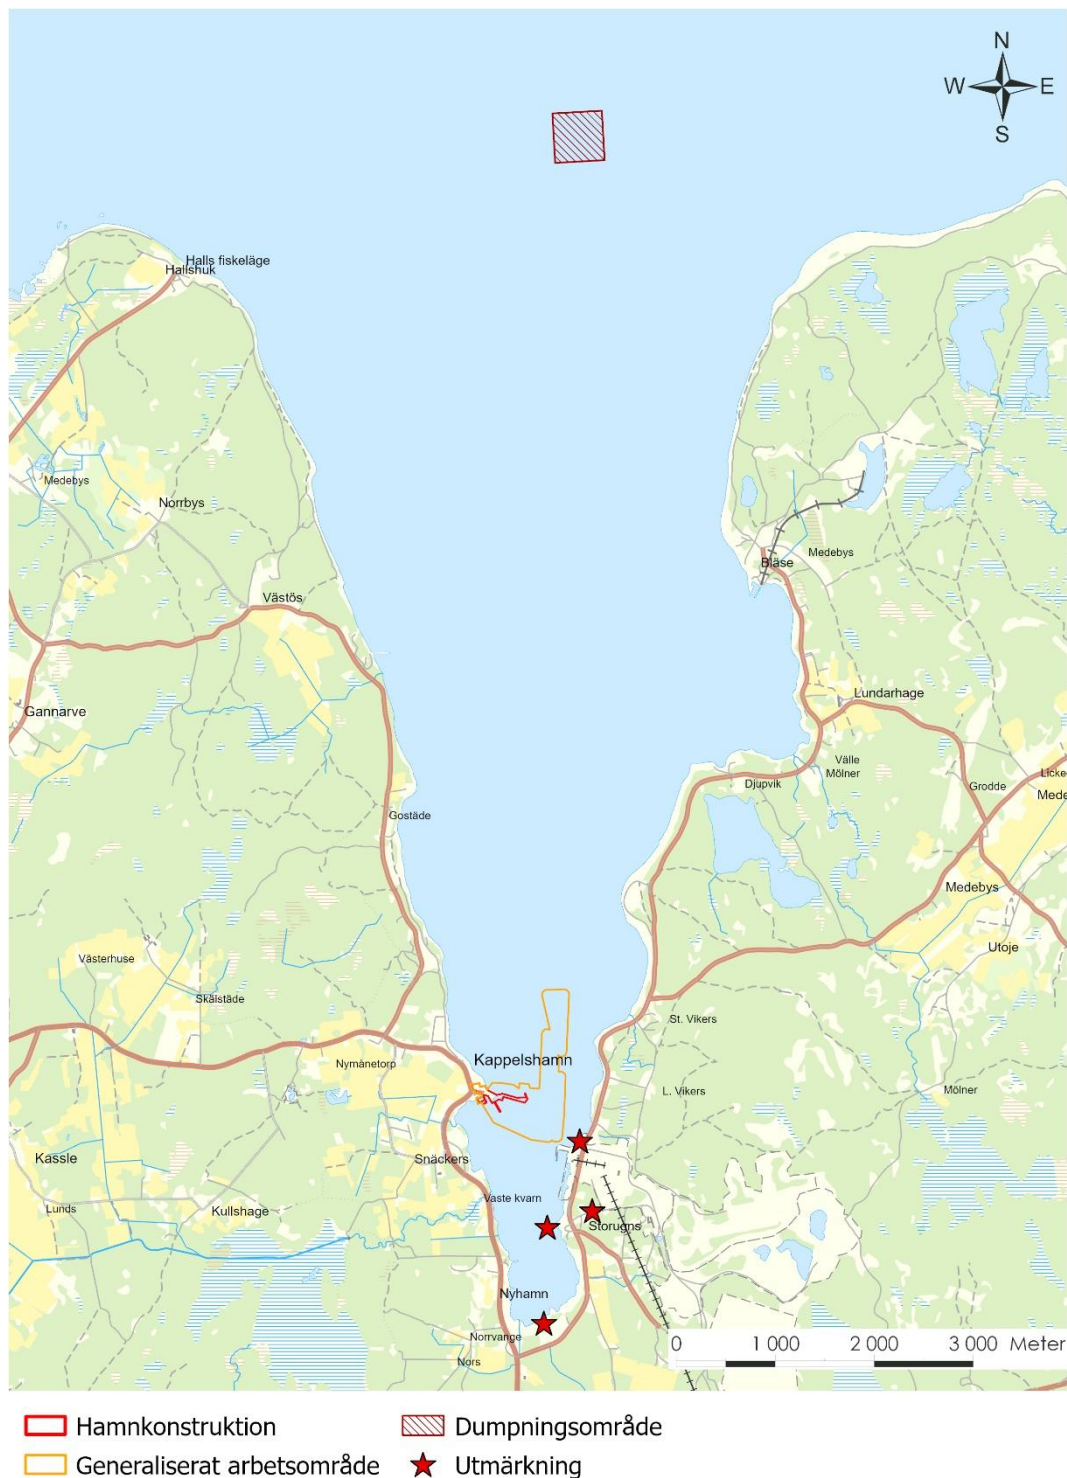 N
W E
S
Halls fiskeläge
Hallshuk
Medebys
Norrbys
Medebys
Bläse
Västös
Lundarhage
Gannarve
Välle
Mölner
Licke
Djupvik
Grodde
Mede
Gostäde
Medebys
Utoje
Västerhuse
Skälstäde
St. Vikers
Kappelshamn
Nymånetorp
L. Vikers
Mölner
Kassle
Snäckers
Vaste kvarn
Lunds
Kullshage
Storugns
Nyhamn
Norrvange
Nors
0 1 000 2 000 3 000 Meter
Hamnkonstruktion
Dumpningsområde
Generaliserat arbetsområde
Utmärkning